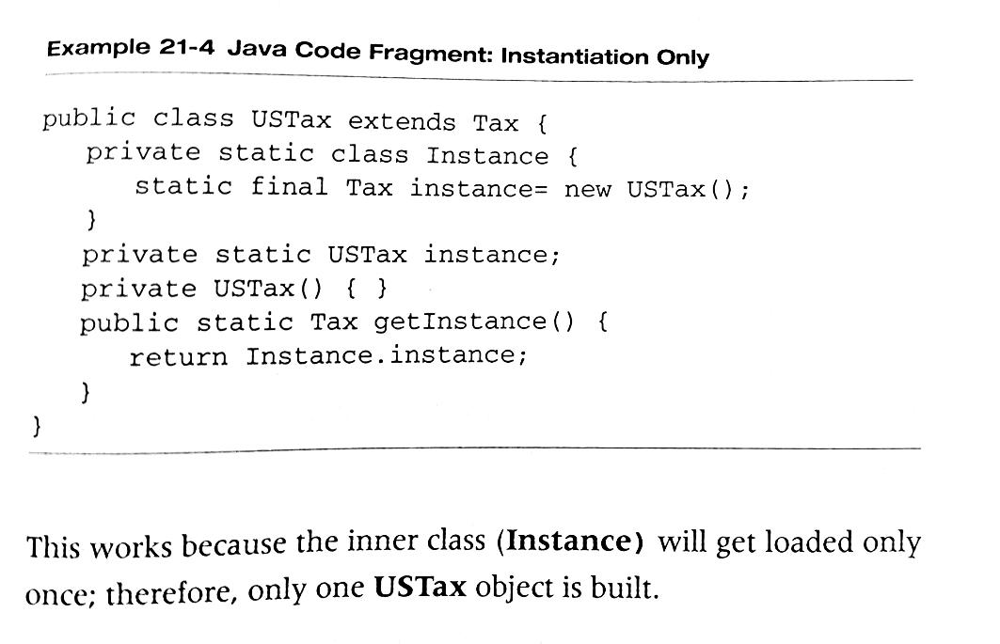 Example 21-4 Java Code Fragment: Instantiation Only
public class USTax extends Tax {
private static class Instance {
static final Tax instance= new USTax();
}
private static USTax instance;
private USTax() { }
public static Tax getInstance() {
return Instance.instance;
}
}
This works because the inner class (Instance) will get loaded only
once; therefore, only one USTax object is built.